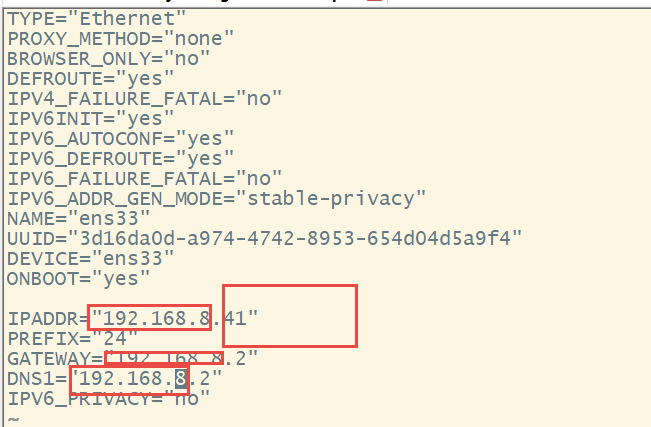 TYPE="Ethernet"
PROXY_METHOD="none"
BROWSER_ONLY="no"
DEFROUTE="yes"
IPV4_FAILURE_FATAL="no"
IPV6INIT="yes"
IPV6_AUTOCONF="yes"
IPV6_DEFROUTE="yes"
IPV6_FAILURE_FATAL="no"
IPV6_ADDR_GEN_MODE="stable-privacy"
NAME="ens33"
UUID="3d16da0d-a974-4742-8953-654d04d5a9f4"
DEVICE="ens33"
ONBOOT="yes"
IPADDR="192.168.8.41"
PREFIX="24"
GATEWAY="192.168.8.2"
DNS1="192.168.8.2"
IPV6_PRIVACY="no"
~